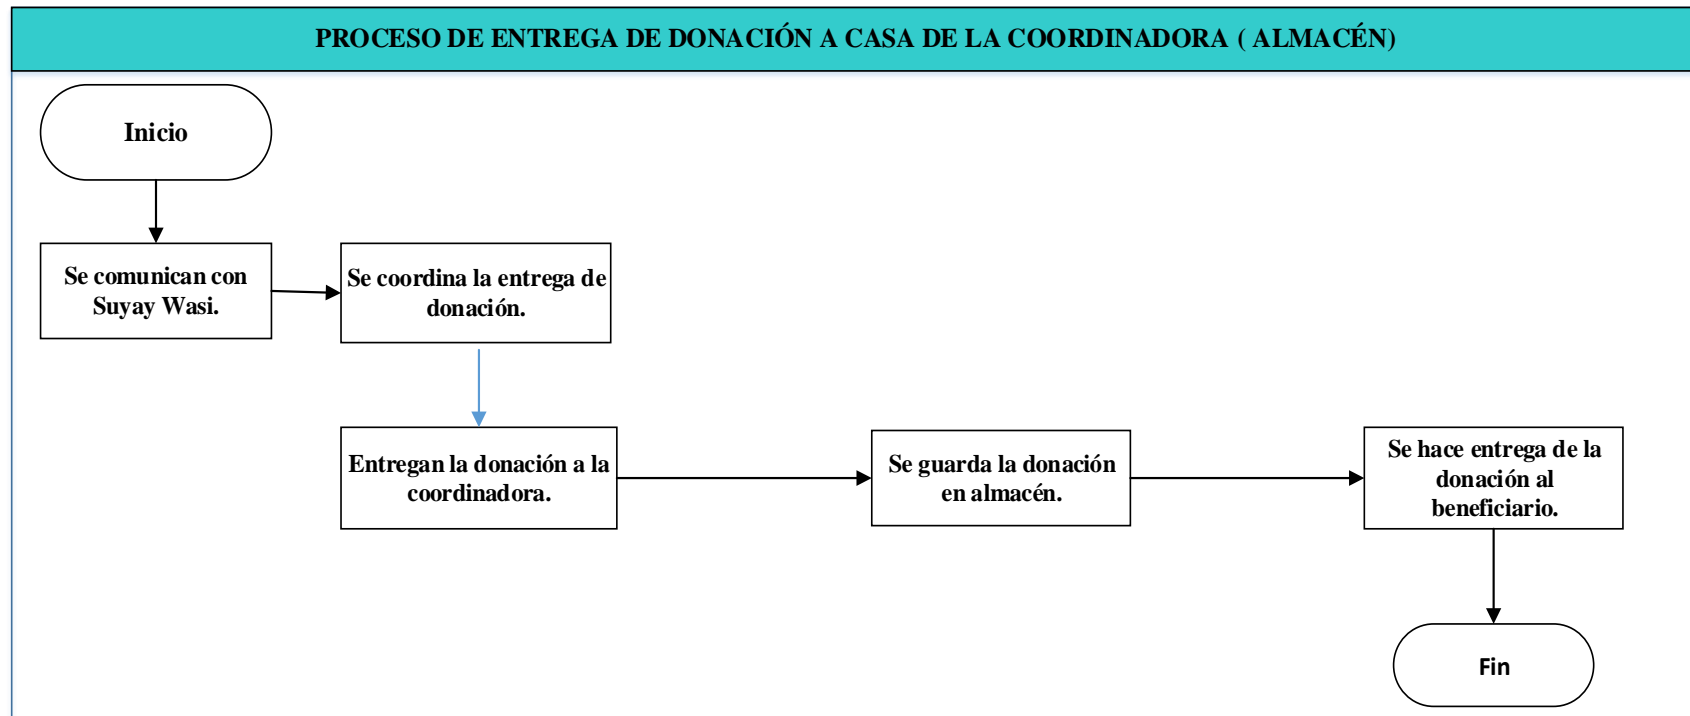 PROCESO DE ENTREGA DE DONACIÓN A CASA DE LA COORDINADORA ( ALMACÉN)
Inicio
Se comunican con
Suyay Wasi.
Se coordina la entrega de
donación.
Entregan la donación a la
coordinadora.
Se guarda la donación
en almacén.
Se hace entrega de la
donación al
beneficiario.
Fin